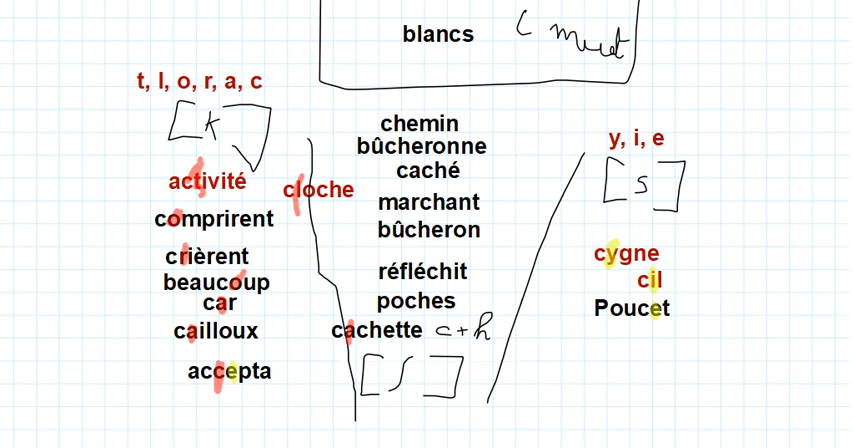 blancs
c muet
t, l, o, r, a, c
[k]
activité
cloche
comprirent
crièrent
beaucoup
car
cailloux
accepta
chemin
bûcheronne
caché
marchant
bûcheron
réfléchit
poches
cachette c+h
[ʃ]
y, i, e
[s]
cygne
cil
Poucet